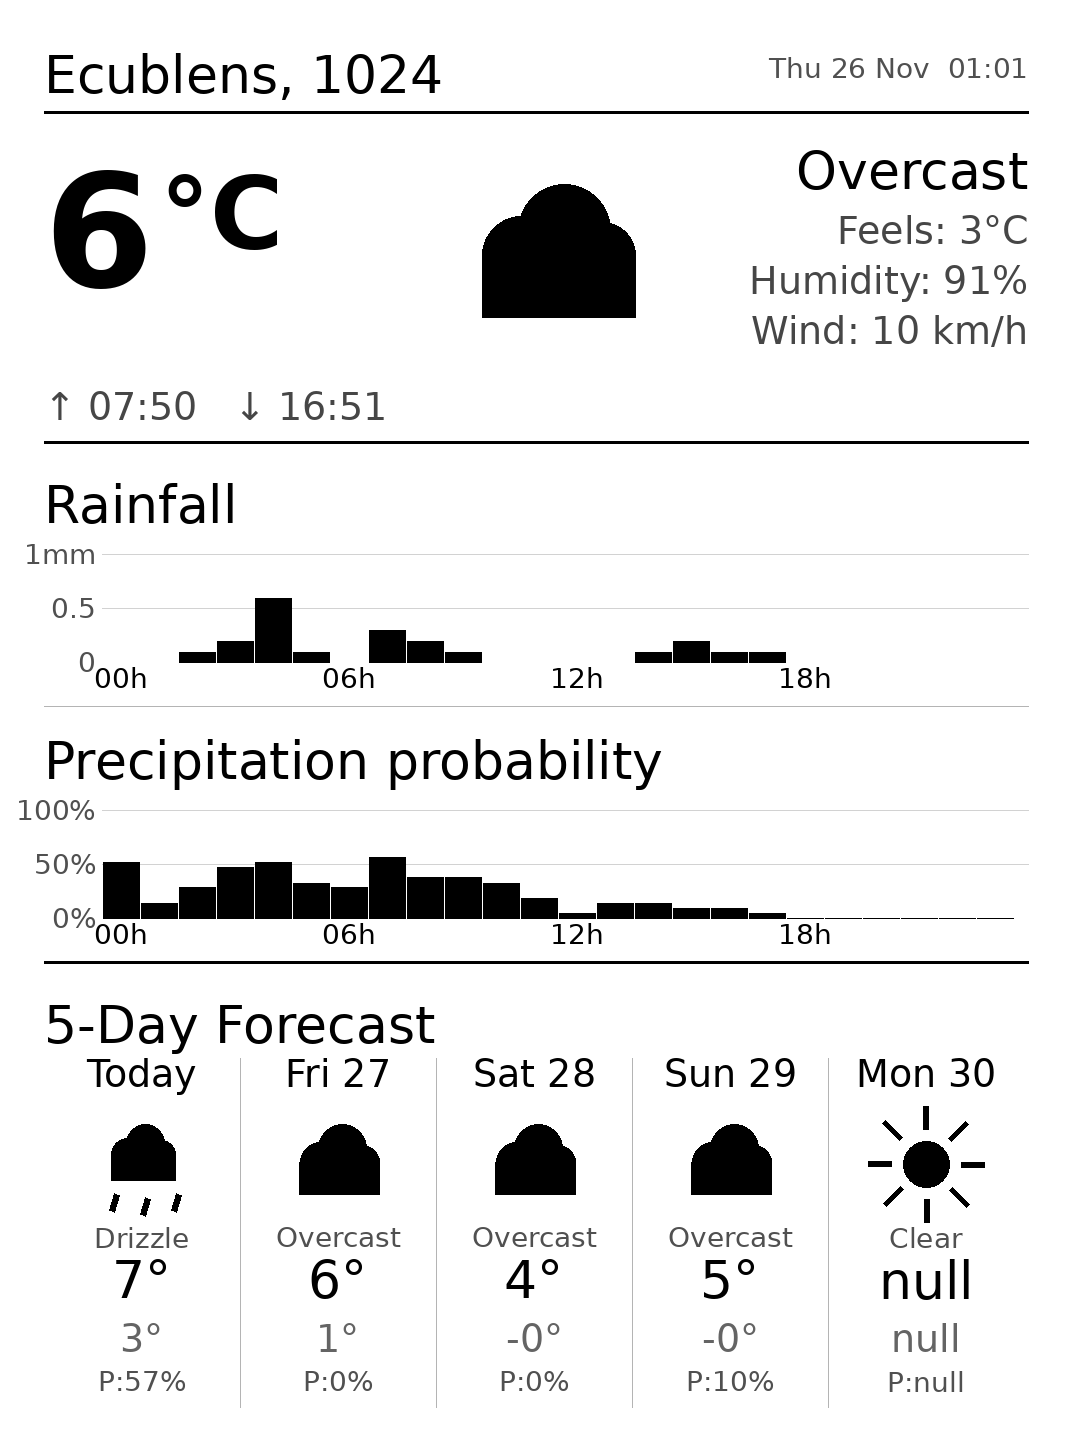 Ecublens, 1024
Thu 26 Nov  01:01
6°C
Overcast
Feels: 3°C
Humidity: 91%
Wind: 10 km/h
↑ 07:50   ↓ 16:51
Rainfall
1mm
0.5
0
00h 06h 12h 18h
Precipitation probability
100%
50%
0%
00h 06h 12h 18h
5-Day Forecast
Today Fri 27 Sat 28 Sun 29 Mon 30
Drizzle Overcast Overcast Overcast Clear
7° 6° 4° 5° null
3° 1° -0° -0° null
P:57% P:0% P:0% P:10% P:null